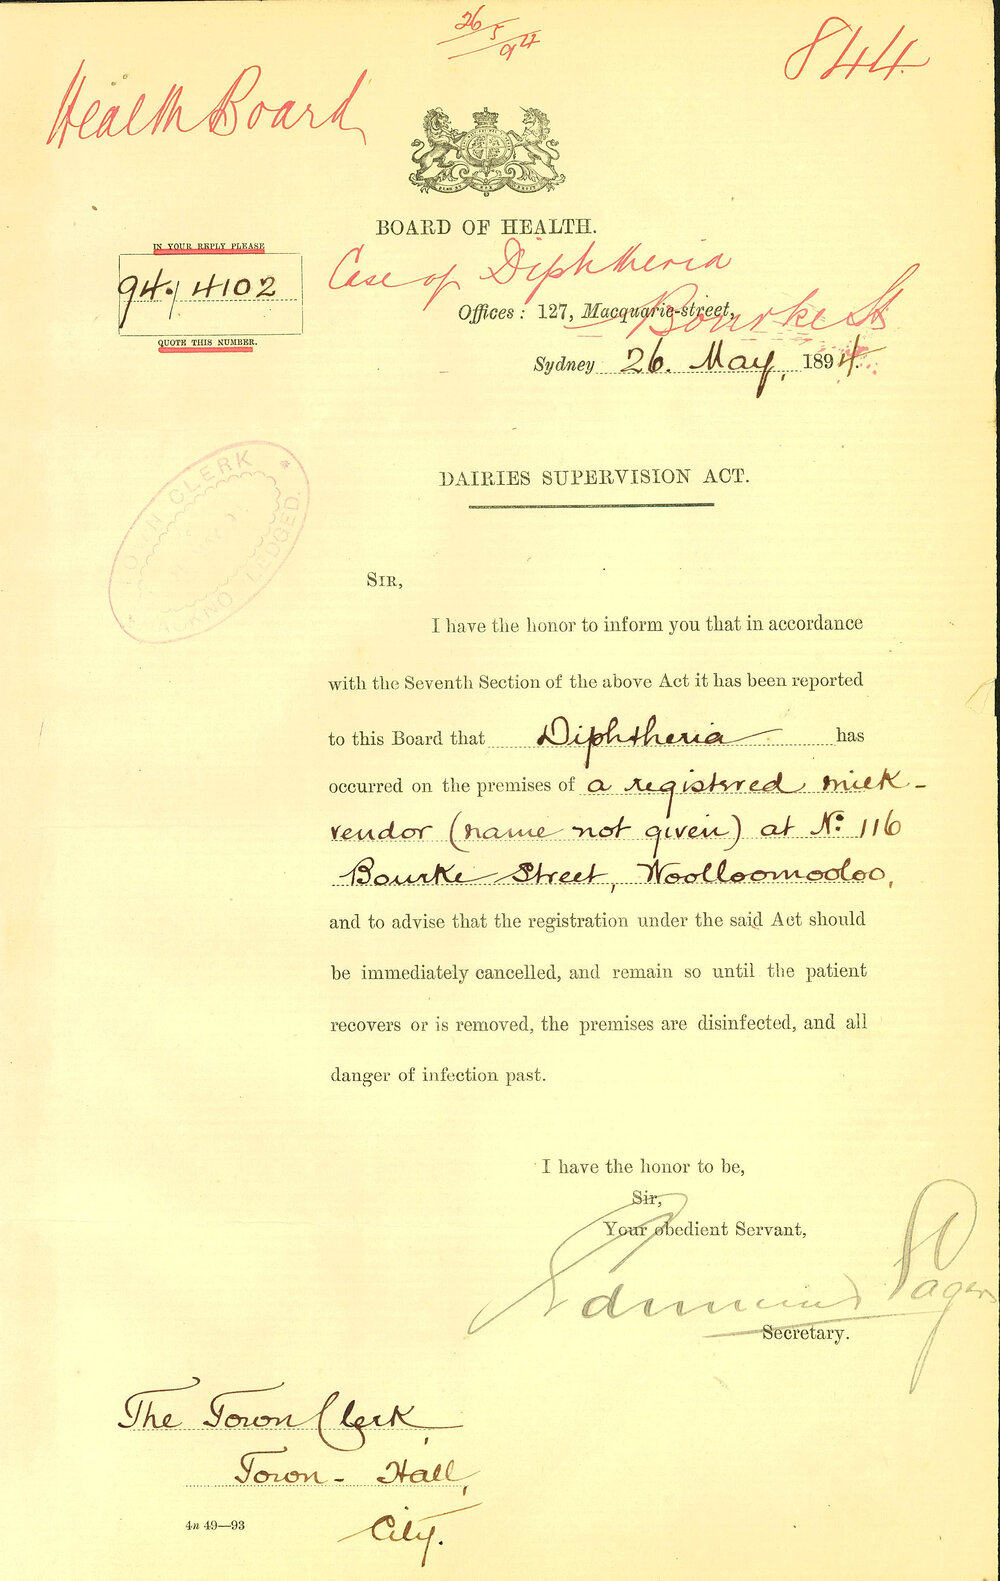 26/5/94
844
Health Board
BOARD OF HEALTH.
IN YOUR REPLY PLEASE
94/4102
QUOTE THIS NUMBER.
Case of Diphtheria
Bourke St
Offices: 127, Macquarie-street,
Sydney 26. May, 1894.
DAIRIES SUPERVISION ACT.
TOWN CLERK
ACKNOWLEDGED.
SIR,
I have the honor to inform you that in accordance
with the Seventh Section of the above Act it has been reported
to this Board that Diphtheria has
occurred on the premises of a registered milk-
vendor (name not given) at No. 116
Bourke Street, Woolloomooloo,
and to advise that the registration under the said Act should
be immediately cancelled, and remain so until the patient
recovers or is removed, the premises are disinfected, and all
danger of infection past.
I have the honor to be,
Sir,
Your obedient Servant,
Edmund Sager
Secretary.
The Town Clerk,
Town-Hall,
City.
4n 49—93